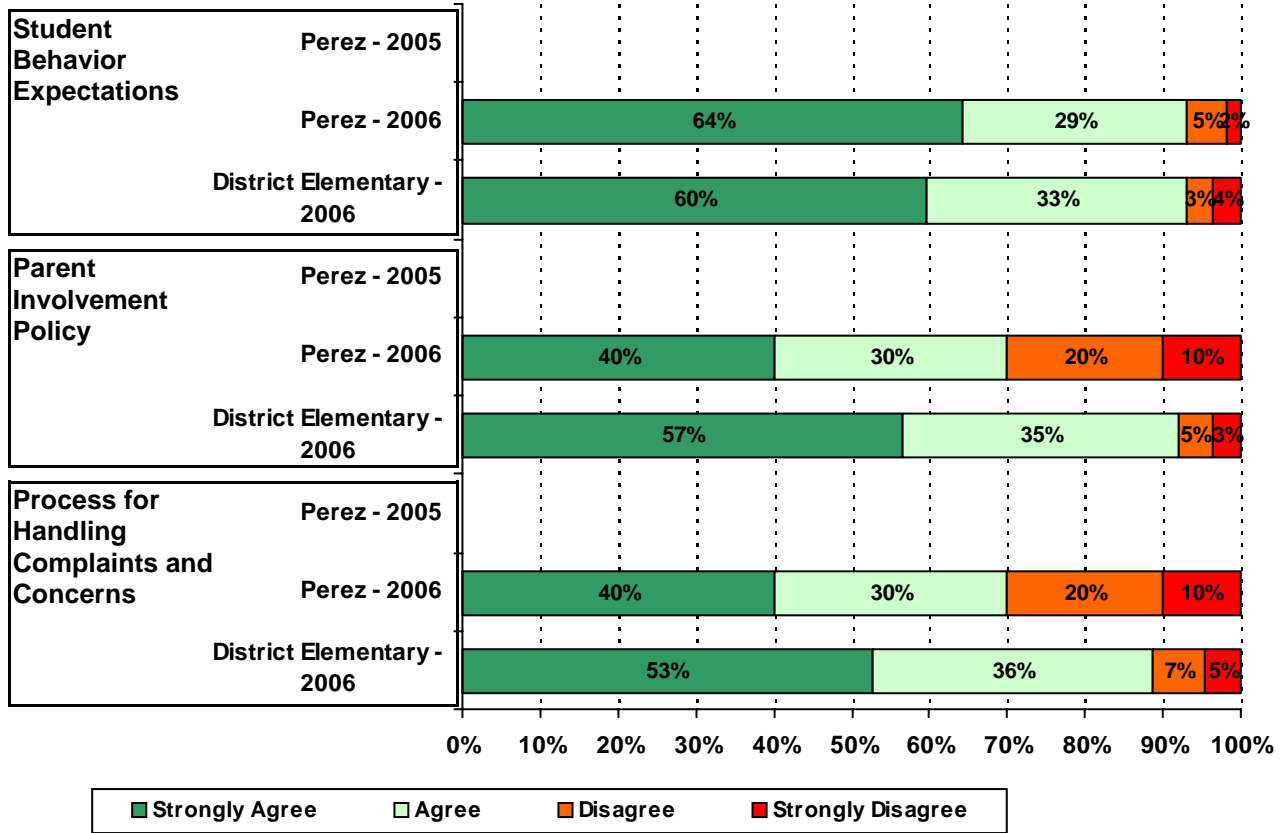 Student
Behavior
Expectations
Perez - 2005
Perez - 2006
64% 29% 5% 2%
District Elementary -
2006
60% 33% 3% 4%
Parent
Involvement
Policy
Perez - 2005
Perez - 2006
40% 30% 20% 10%
District Elementary -
2006
57% 35% 5% 3%
Process for
Handling
Complaints and
Concerns
Perez - 2005
Perez - 2006
40% 30% 20% 10%
District Elementary -
2006
53% 36% 7% 5%
0% 10% 20% 30% 40% 50% 60% 70% 80% 90% 100%
Strongly Agree Agree Disagree Strongly Disagree